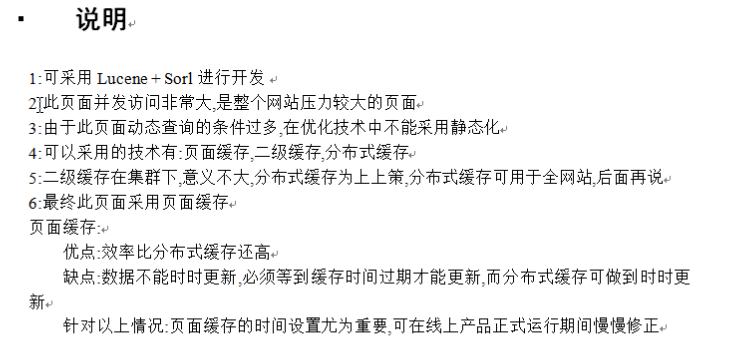 ▪ 说明
1:可采用 Lucene＋Sorl 进行开发
2:此页面并发访问非常大,是整个网站压力较大的页面
3:由于此页面动态查询的条件过多,在优化技术中不能采用静态化
4:可以采用的技术有:页面缓存,二级缓存,分布式缓存
5:二级缓存在集群下,意义不大,分布式缓存为上上策,分布式缓存可用于全网站,后面再说
6:最终此页面采用页面缓存
页面缓存:
优点:效率比分布式缓存还高
缺点:数据不能时时更新,必须等到缓存时间过期才能更新,而分布式缓存可做到时时更
新
针对以上情况:页面缓存的时间设置尤为重要,可在线上产品正式运行期间慢慢修正